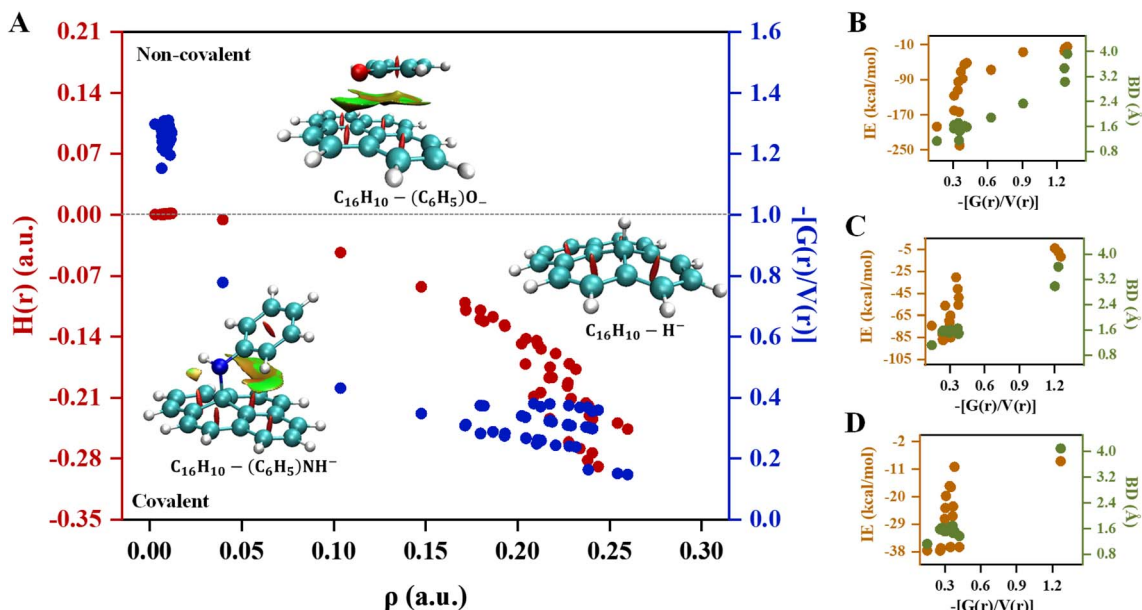 A
0.21
0.14
0.07
0.00
-0.07
-0.14
-0.21
-0.28
-0.35
H(r) (a.u.)
Non-covalent
Covalent
C₁₆H₁₀ − (C₆H₅)O_
C₁₆H₁₀ − H⁻
C₁₆H₁₀ − (C₆H₅)NH⁻
1.6
1.4
1.2
1.0
0.8
0.6
0.4
0.2
0.0
-[G(r)/V(r)]
0.00 0.05 0.10 0.15 0.20 0.25 0.30
ρ (a.u.)
B
-10
-90
-170
-250
IE (kcal/mol)
4.0
3.2
2.4
1.6
0.8
BD (Å)
0.3 0.6 0.9 1.2
-[G(r)/V(r)]
C
-5
-25
-45
-65
-85
-105
IE (kcal/mol)
4.0
3.2
2.4
1.6
0.8
BD (Å)
0.3 0.6 0.9 1.2
-[G(r)/V(r)]
D
-2
-11
-20
-29
-38
IE (kcal/mol)
4.0
3.2
2.4
1.6
0.8
BD (Å)
0.3 0.6 0.9 1.2
-[G(r)/V(r)]